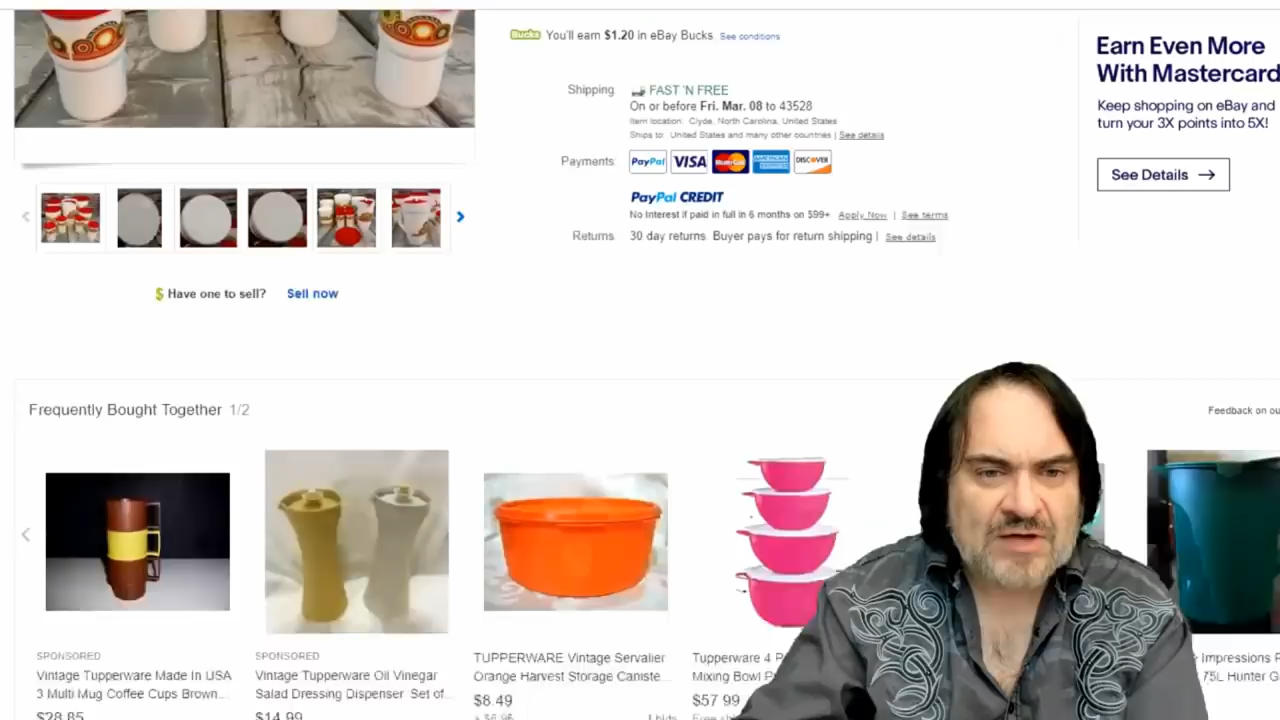 Bucks You'll earn $1.20 in eBay Bucks See conditions
Shipping: FAST 'N FREE
On or before Fri. Mar. 08 to 43528
Item location: Clyde, North Carolina, United States
Ships to: United States and many other countries | See details
Payments: PayPal VISA MasterCard AMERICAN EXPRESS DISCOVER
PayPal CREDIT
No Interest if paid in full in 6 months on $99+ Apply Now | See terms
Returns: 30 day returns. Buyer pays for return shipping | See details
Earn Even More
With Mastercard
Keep shopping on eBay and
turn your 3X points into 5X!
See Details →
$ Have one to sell? Sell now
Frequently Bought Together 1/2
Feedback on ou
SPONSORED
Vintage Tupperware Made In USA
3 Multi Mug Coffee Cups Brown...
$28.85
SPONSORED
Vintage Tupperware Oil Vinegar
Salad Dressing Dispenser Set of...
$14.99
TUPPERWARE Vintage Servalier
Orange Harvest Storage Caniste...
$8.49
Tupperware 4 P
Mixing Bowl P
$57.99
Impressions
75L Hunter G